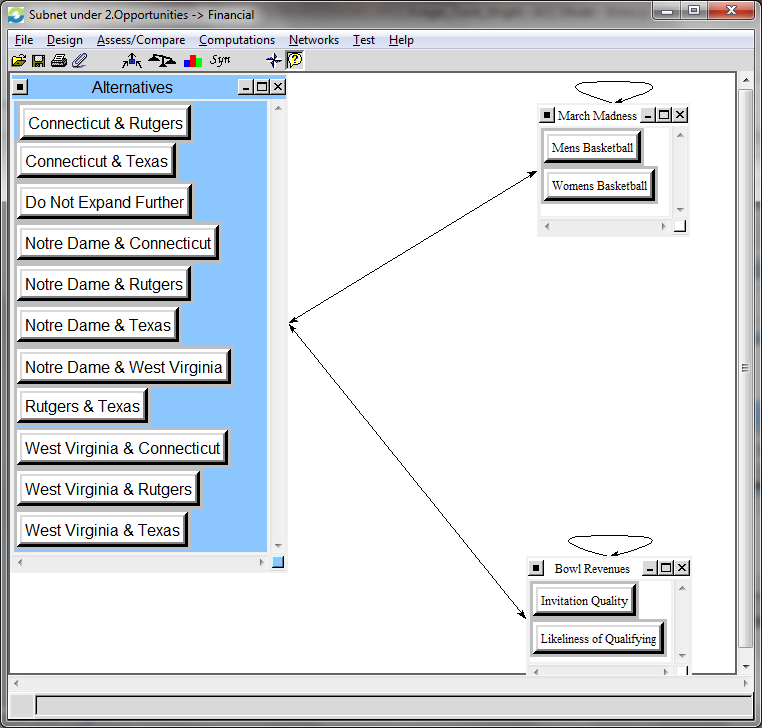 Subnet under 2.Opportunities -> Financial
File Design Assess/Compare Computations Networks Test Help
Syn
Alternatives
Connecticut & Rutgers
Connecticut & Texas
Do Not Expand Further
Notre Dame & Connecticut
Notre Dame & Rutgers
Notre Dame & Texas
Notre Dame & West Virginia
Rutgers & Texas
West Virginia & Connecticut
West Virginia & Rutgers
West Virginia & Texas
March Madness
Mens Basketball
Womens Basketball
Bowl Revenues
Invitation Quality
Likeliness of Qualifying